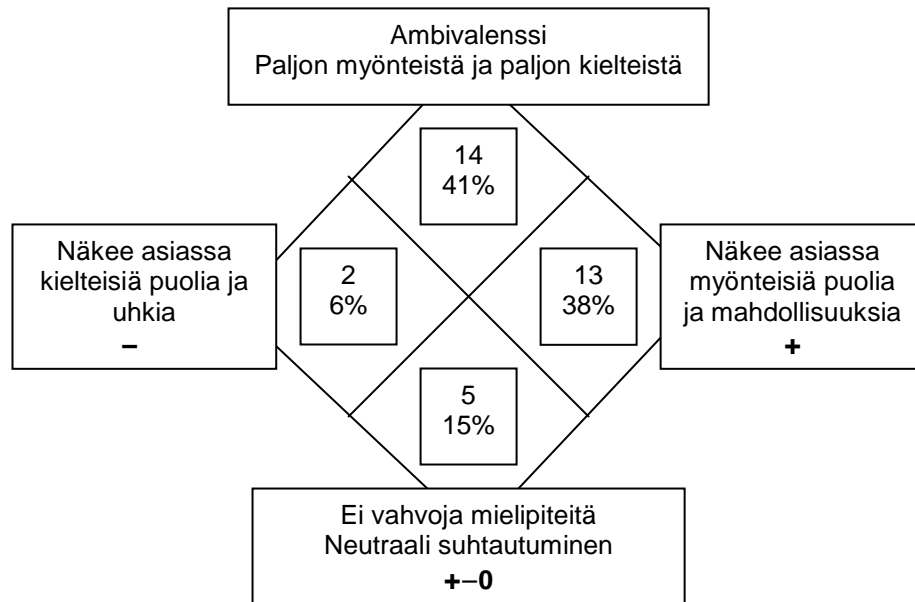 Ambivalenssi
Paljon myönteistä ja paljon kielteistä
14
41%
Näkee asiassa
kielteisiä puolia ja
uhkia
–
2
6%
13
38%
Näkee asiassa
myönteisiä puolia
ja mahdollisuuksia
+
5
15%
Ei vahvoja mielipiteitä
Neutraali suhtautuminen
+–0